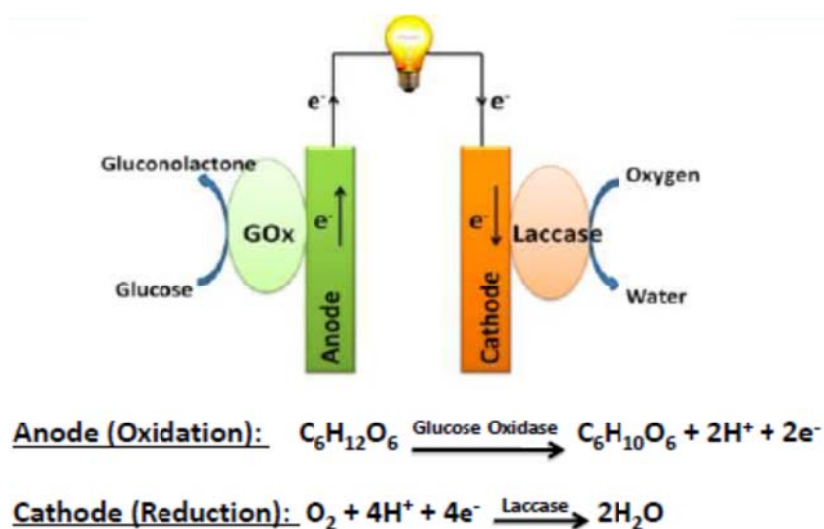 e⁻ e⁻
Gluconolactone Oxygen
GOx e⁻ e⁻ Laccase
Glucose Water
Anode Cathode
Anode (Oxidation): C₆H₁₂O₆ Glucose Oxidase → C₆H₁₀O₆ + 2H⁺ + 2e⁻
Cathode (Reduction): O₂ + 4H⁺ + 4e⁻ Laccase → 2H₂O